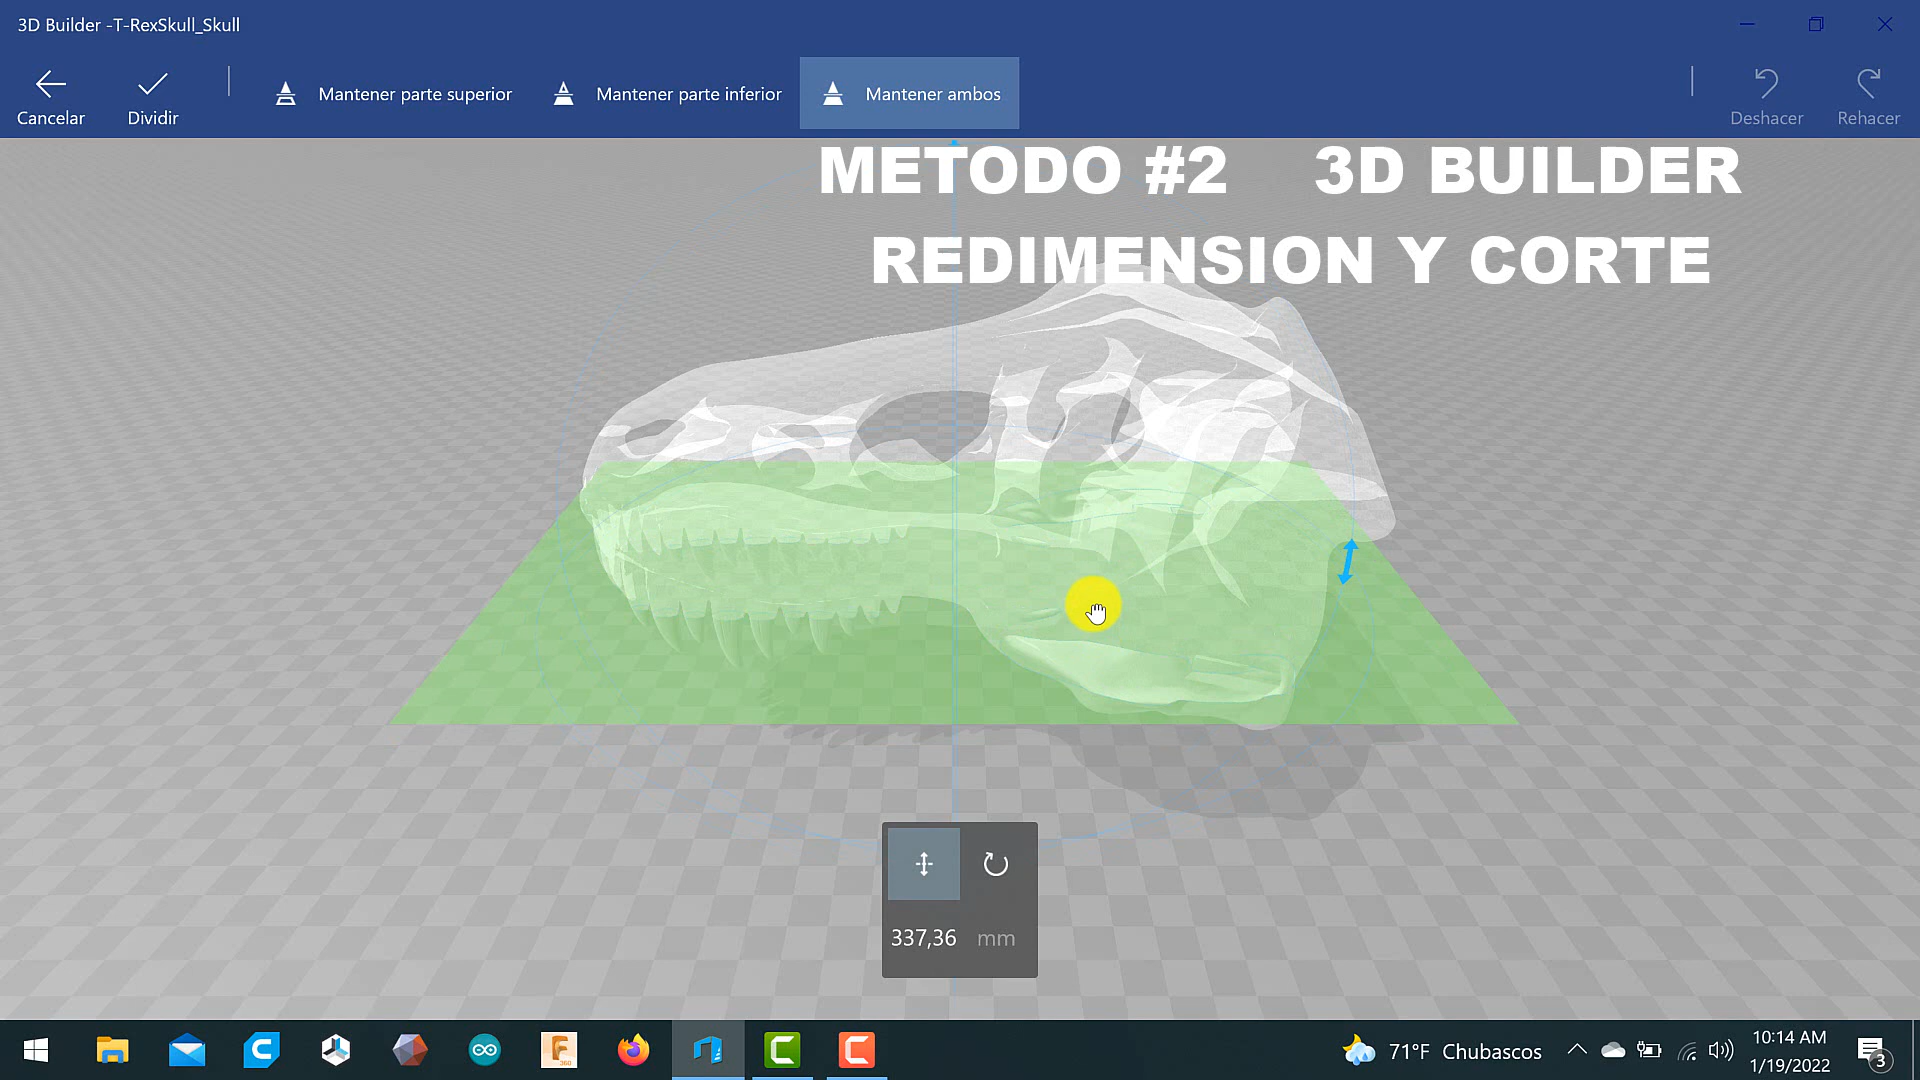 3D Builder -T-RexSkull_Skull
Cancelar
Dividir
Mantener parte superior
Mantener parte inferior
Mantener ambos
Deshacer
Rehacer
METODO #2 3D BUILDER
REDIMENSION Y CORTE
337,36 mm
F
360
71°F Chubascos
10:14 AM
1/19/2022
3